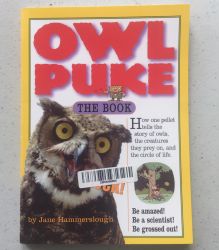 OWL
PUKE
THE BOOK
How one pellet
tells the
story of owls,
the creatures
they prey on, and
the circle of life.
by Jane Hammerslough
Be amazed!
Be a scientist!
Be grossed out!